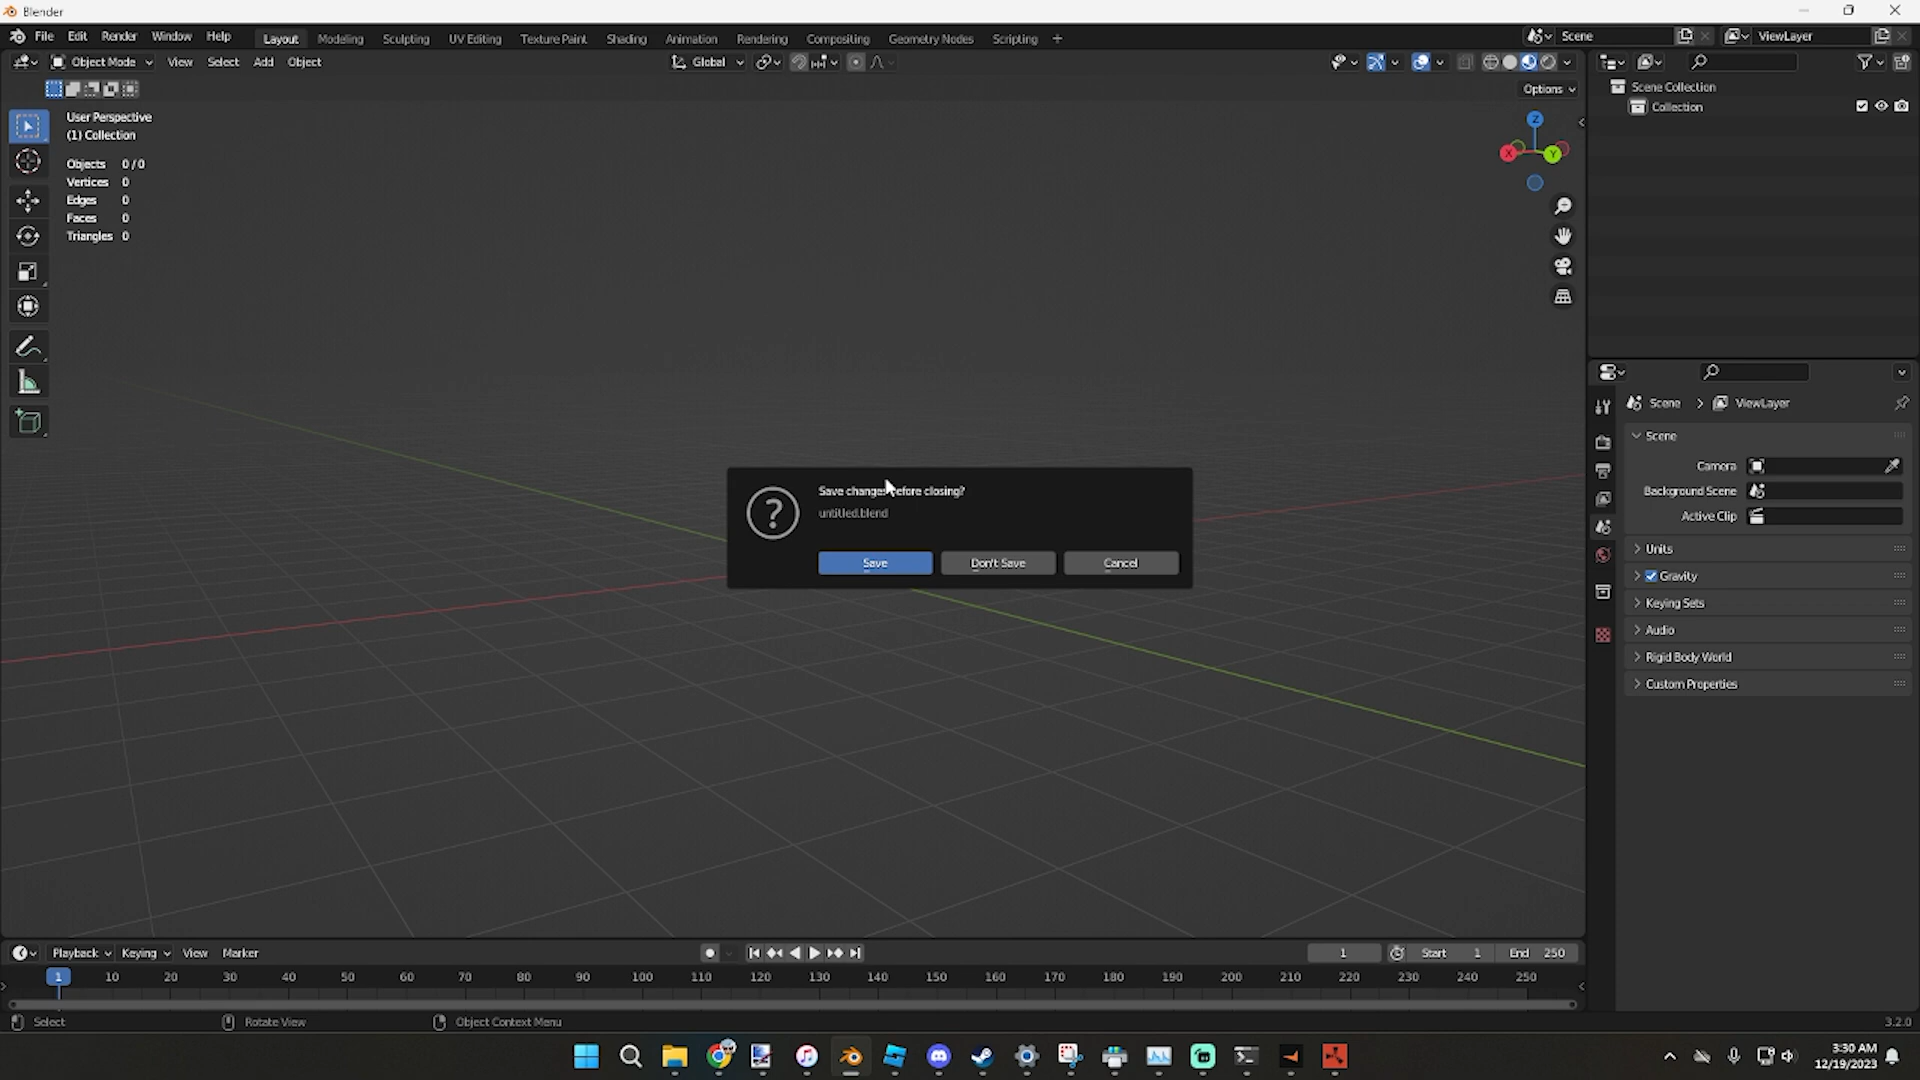 Blender
File Edit Render Window Help Layout Modeling Sculpting UV Editing Texture Paint Shading Animation Rendering Compositing Geometry Nodes Scripting + Scene ViewLayer
Object Mode View Select Add Object Global
Options
User Perspective
(1) Collection
Objects 0/0
Vertices 0
Edges 0
Faces 0
Triangles 0
Z
X Y
Scene Collection
Collection
Scene > ViewLayer
Scene
Camera
Background Scene
Active Clip
Units
Gravity
Keying Sets
Audio
Rigid Body World
Custom Properties
Save changes before closing?
untitled.blend
Save Don't Save Cancel
Playback Keying View Marker 1 Start 1 End 250
1 10 20 30 40 50 60 70 80 90 100 110 120 130 140 150 160 170 180 190 200 210 220 230 240 250
Select Rotate View Object Context Menu 3.2.0
3:30 AM
12/19/2023